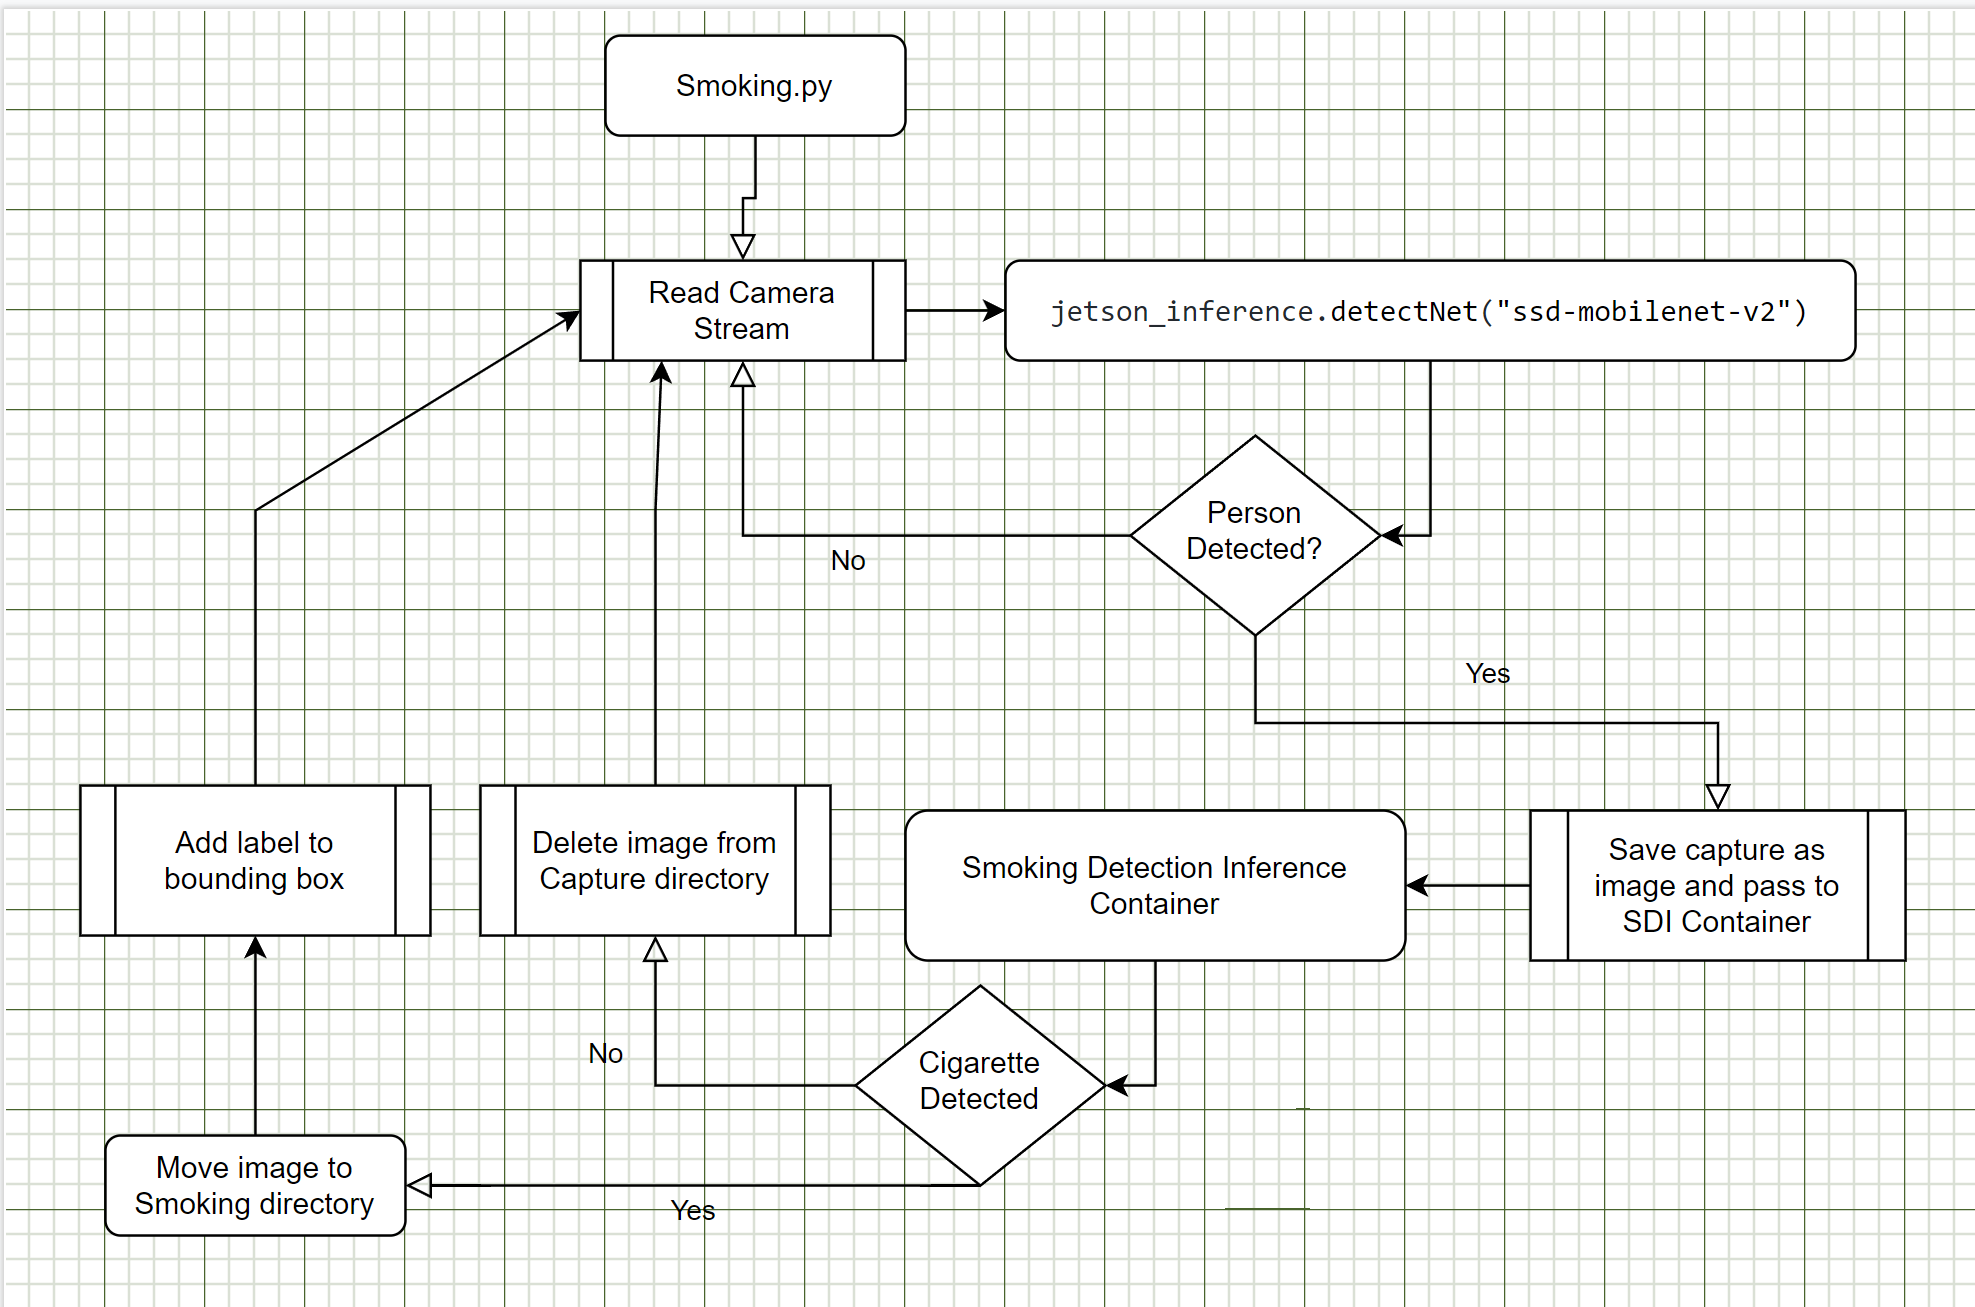 Smoking.py
Read Camera
Stream
jetson_inference.detectNet("ssd-mobilenet-v2")
Person
Detected?
No
Yes
Add label to
bounding box
Delete image from
Capture directory
Smoking Detection Inference
Container
Save capture as
image and pass to
SDI Container
No
Cigarette
Detected
Move image to
Smoking directory
Yes